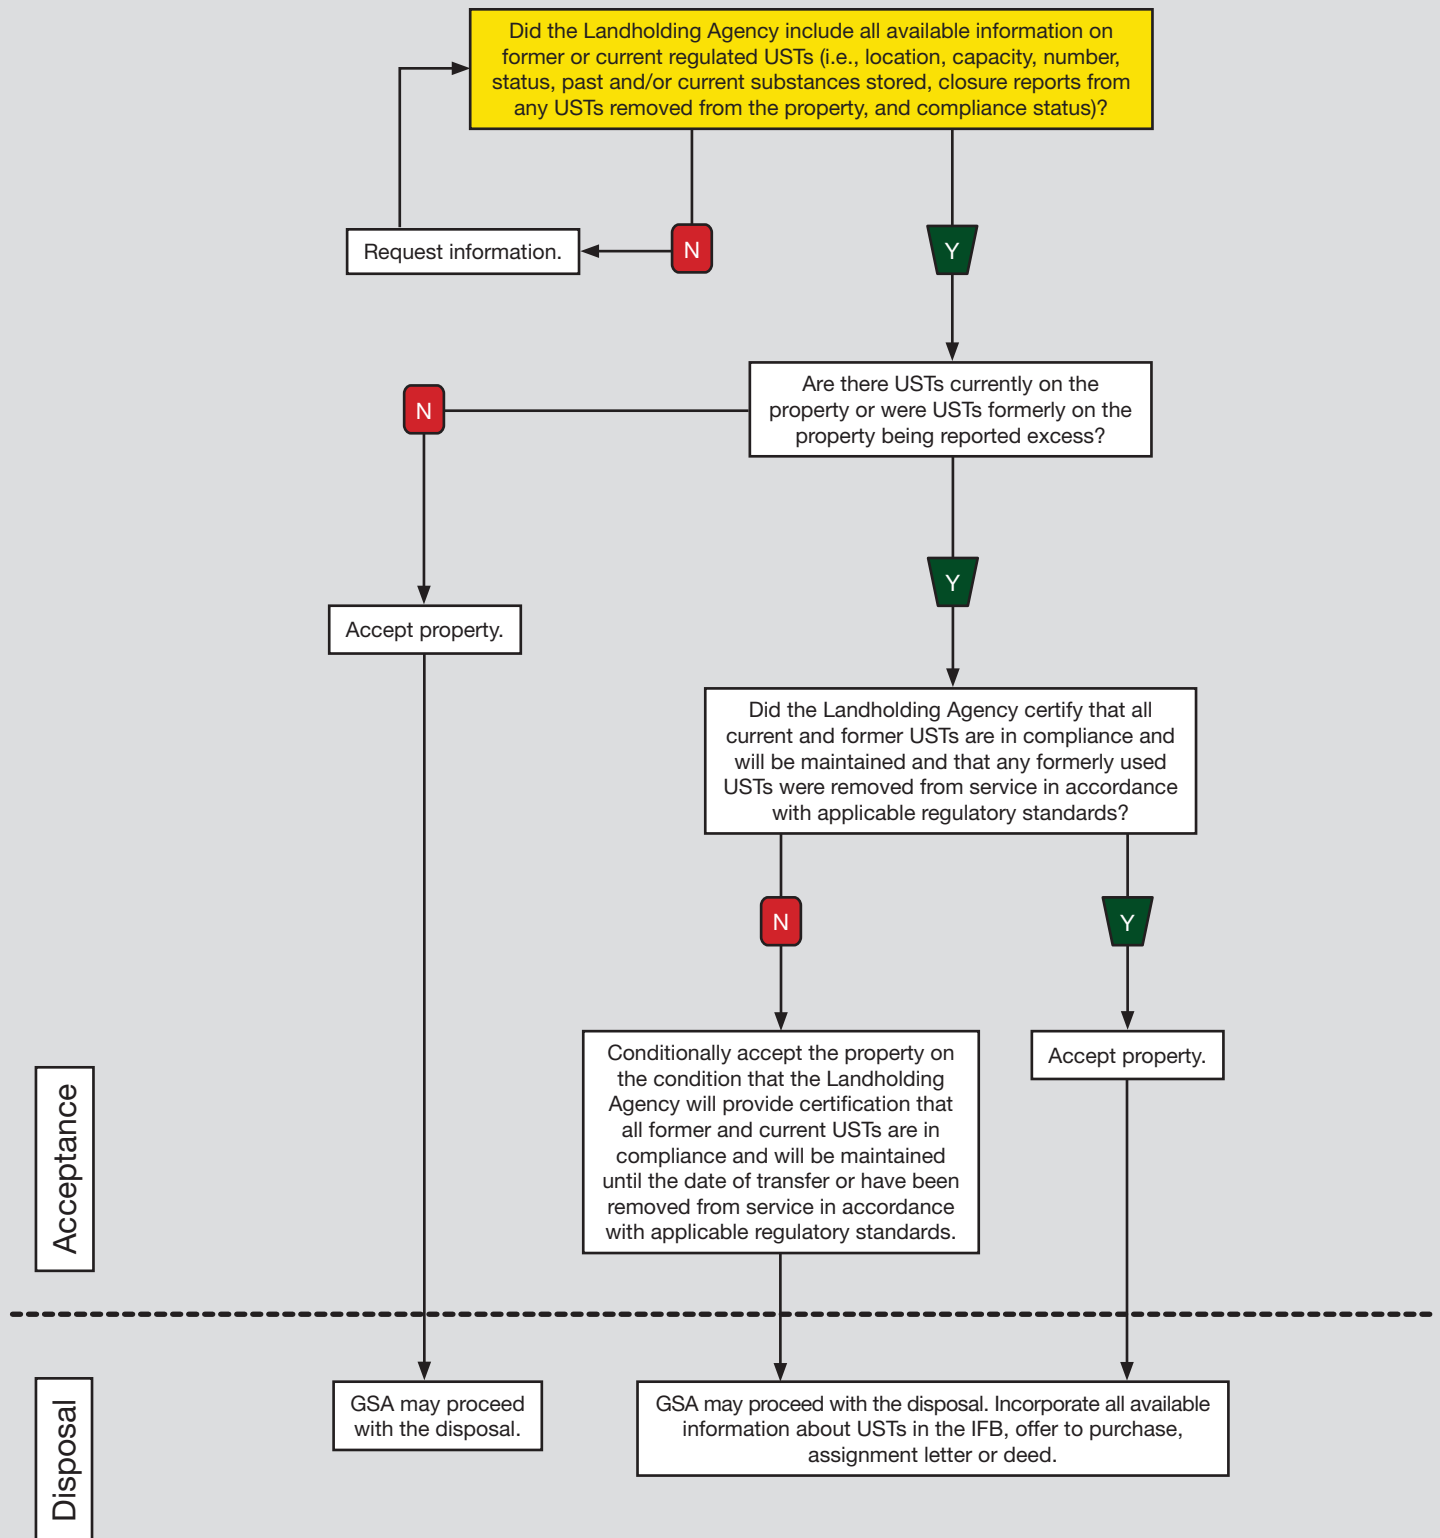 Did the Landholding Agency include all available information on
former or current regulated USTs (i.e., location, capacity, number,
status, past and/or current substances stored, closure reports from
any USTs removed from the property, and compliance status)?
Request information.
N
Y
Are there USTs currently on the
property or were USTs formerly on the
property being reported excess?
N
Y
Accept property.
Did the Landholding Agency certify that all
current and former USTs are in compliance and
will be maintained and that any formerly used
USTs were removed from service in accordance
with applicable regulatory standards?
N
Y
Conditionally accept the property on
the condition that the Landholding
Agency will provide certification that
all former and current USTs are in
compliance and will be maintained
until the date of transfer or have been
removed from service in accordance
with applicable regulatory standards.
Accept property.
Acceptance
Disposal
GSA may proceed
with the disposal.
GSA may proceed with the disposal. Incorporate all available
information about USTs in the IFB, offer to purchase,
assignment letter or deed.